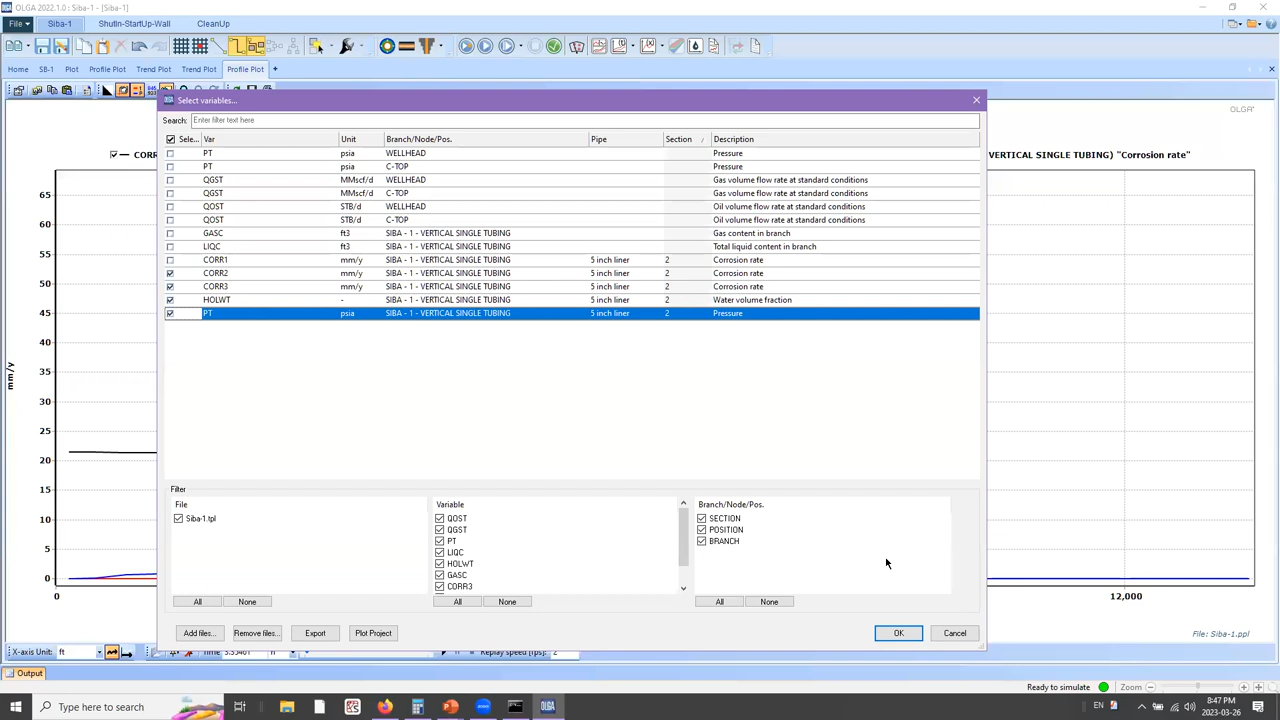 OLGA 2022.1.0 : Siba-1 - [Siba-1]
File Siba-1 ShutIn-StartUp-Wall CleanUp
Home SB-1 Plot Profile Plot Trend Plot Trend Plot Profile Plot +
Select variables...
Search: Enter filter text here
OLGA
CORR
VERTICAL SINGLE TUBING) "Corrosion rate"
Sele... Var Unit Branch/Node/Pos. Pipe Section Description
PT psia WELLHEAD Pressure
PT psia C-TOP Pressure
QGST MMscf/d WELLHEAD Gas volume flow rate at standard conditions
QGST MMscf/d C-TOP Gas volume flow rate at standard conditions
QOST STB/d WELLHEAD Oil volume flow rate at standard conditions
QOST STB/d C-TOP Oil volume flow rate at standard conditions
GASC ft3 SIBA - 1 - VERTICAL SINGLE TUBING Gas content in branch
LIQC ft3 SIBA - 1 - VERTICAL SINGLE TUBING Total liquid content in branch
CORR1 mm/y SIBA - 1 - VERTICAL SINGLE TUBING 5 inch liner 2 Corrosion rate
CORR2 mm/y SIBA - 1 - VERTICAL SINGLE TUBING 5 inch liner 2 Corrosion rate
CORR3 mm/y SIBA - 1 - VERTICAL SINGLE TUBING 5 inch liner 2 Corrosion rate
HOLWT - SIBA - 1 - VERTICAL SINGLE TUBING 5 inch liner 2 Water volume fraction
PT psia SIBA - 1 - VERTICAL SINGLE TUBING 5 inch liner 2 Pressure
65
60
55
50
45
40
35
30
25
20
15
10
5
0
mm/y
0
12,000
Filter
File Variable Branch/Node/Pos.
Siba-1.tpl QOST SECTION
QGST POSITION
PT BRANCH
LIQC
HOLWT
GASC
CORR3
All None All None All None
Add files... Remove files... Export Plot Project OK Cancel
File: Siba-1.ppl
X-axis Unit: ft h Replay speed [s] 2
Output
Ready to simulate Zoom
Type here to search
EN
8:47 PM
2023-03-26